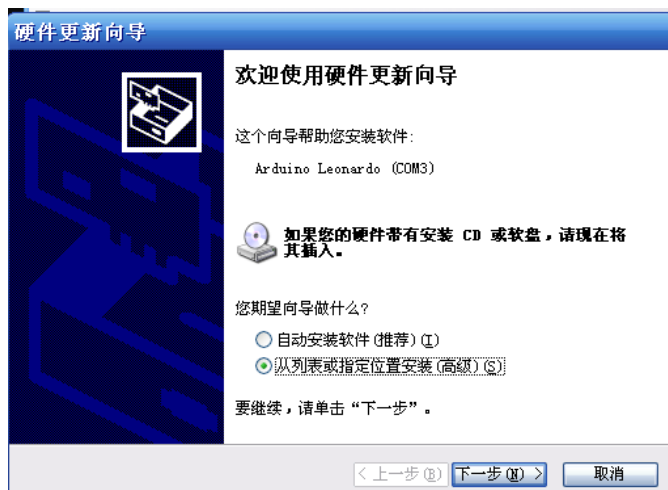 硬件更新向导
欢迎使用硬件更新向导
这个向导帮助您安装软件:
Arduino Leonardo (COM3)
如果您的硬件带有安装 CD 或软盘，请现在将
其插入。
您期望向导做什么?
自动安装软件(推荐)(I)
从列表或指定位置安装(高级)(S)
要继续，请单击“下一步”。
< 上一步(B) 下一步(N) > 取消